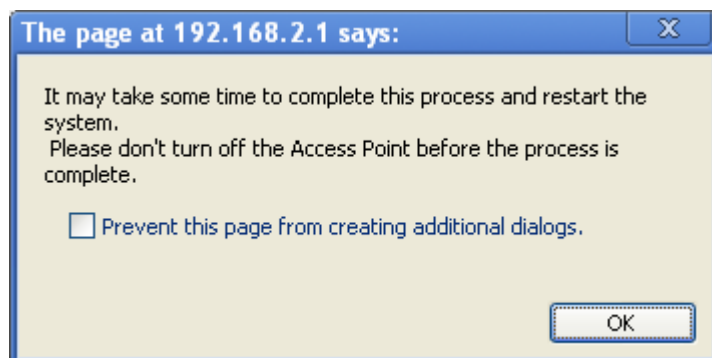 The page at 192.168.2.1 says:
It may take some time to complete this process and restart the
system.
Please don't turn off the Access Point before the process is
complete.
Prevent this page from creating additional dialogs.
OK